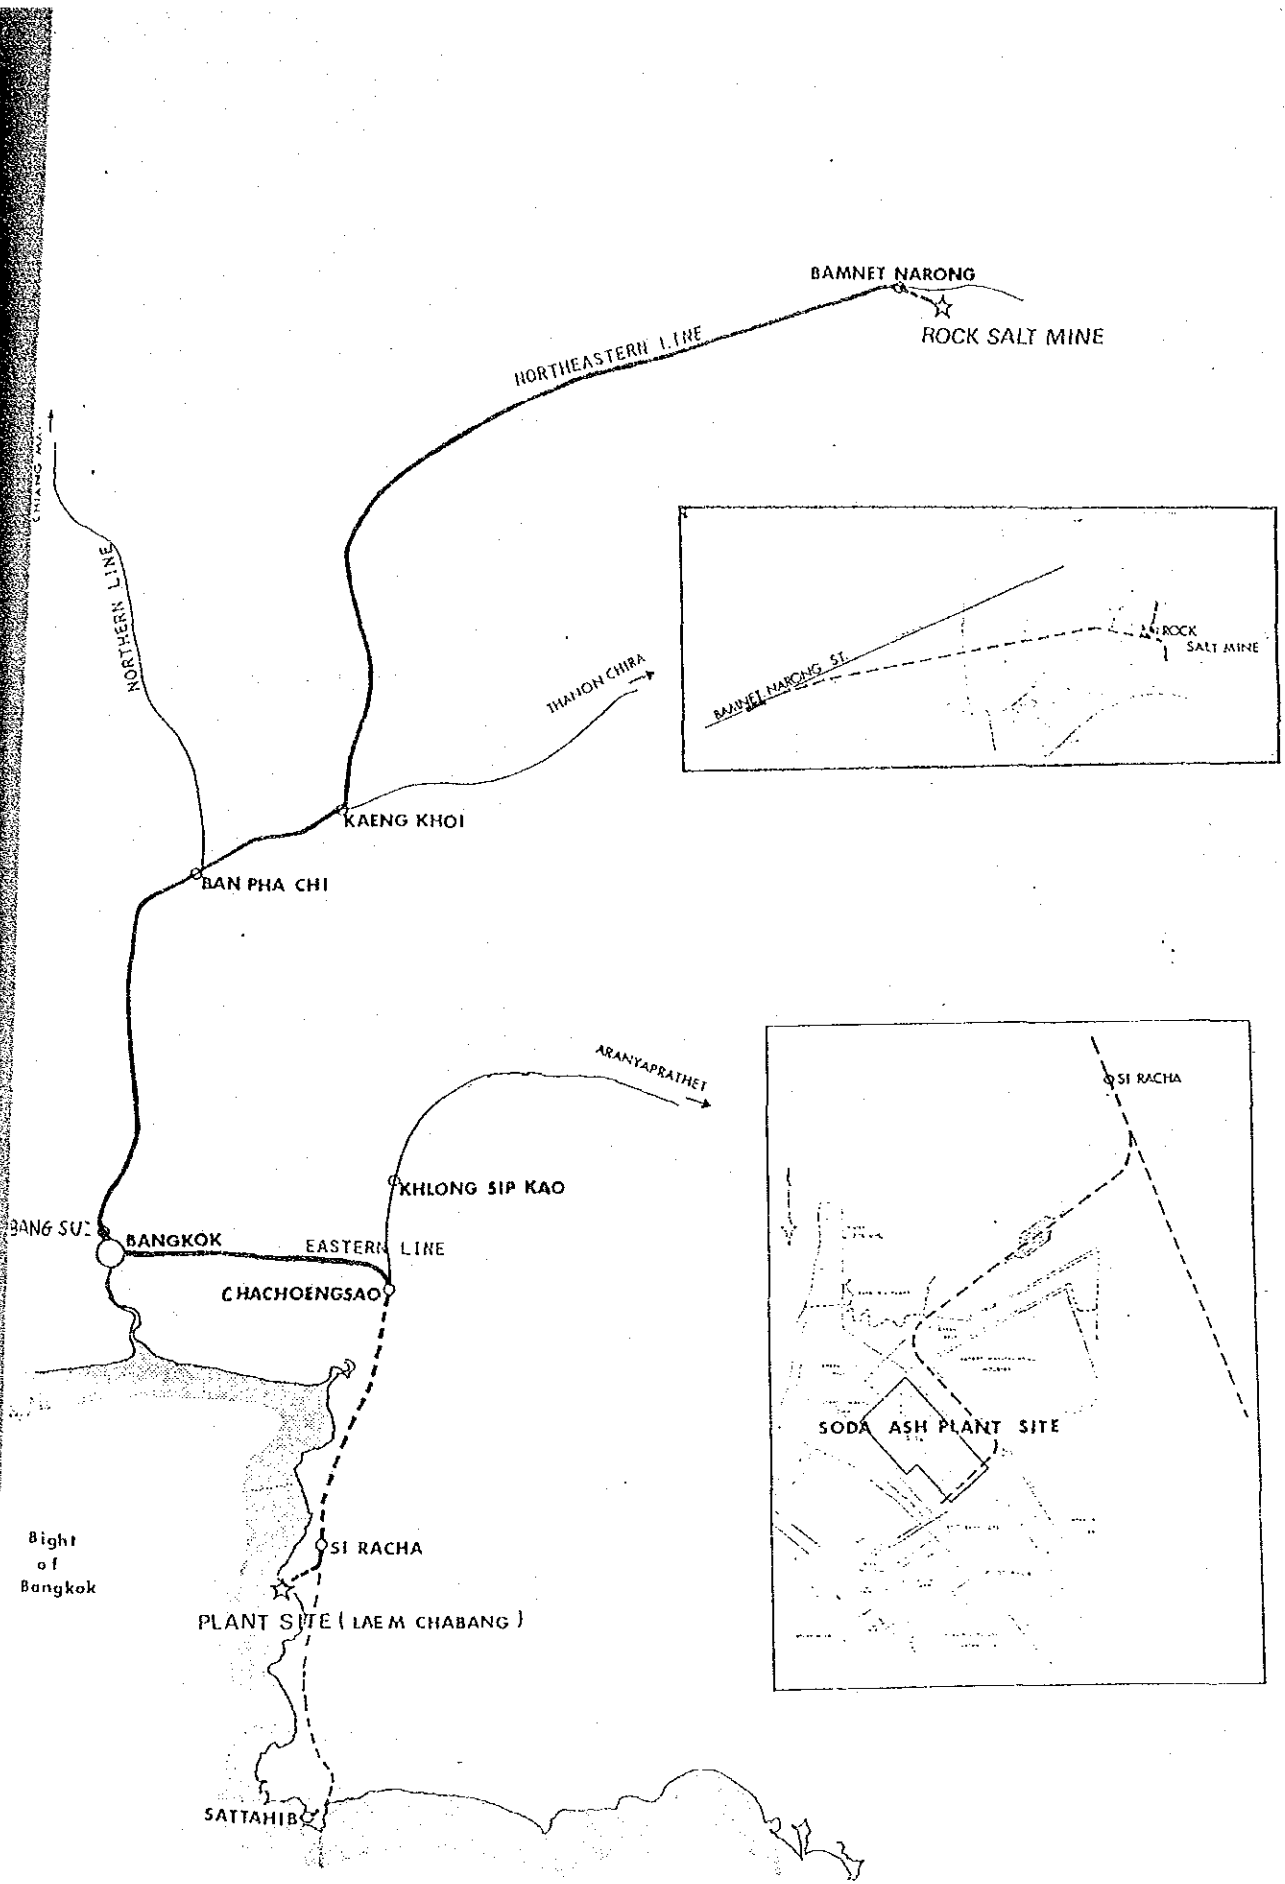 BAMNET NARONG
ROCK SALT MINE
NORTHEASTERN LINE
NORTHERN LINE
THANON CHIRA
BAMNET NARONG ST.
ROCK
SALT MINE
KAENG KHOI
BAN PHA CHI
ARANYAPRATHET
SI RACHA
KHLONG SIP KAO
BANG SUE
BANGKOK
EASTERN LINE
CHACHOENGSAO
SODA ASH PLANT SITE
Bight
of
Bangkok
SI RACHA
PLANT SITE ( LAEM CHABANG )
SATTAHIB